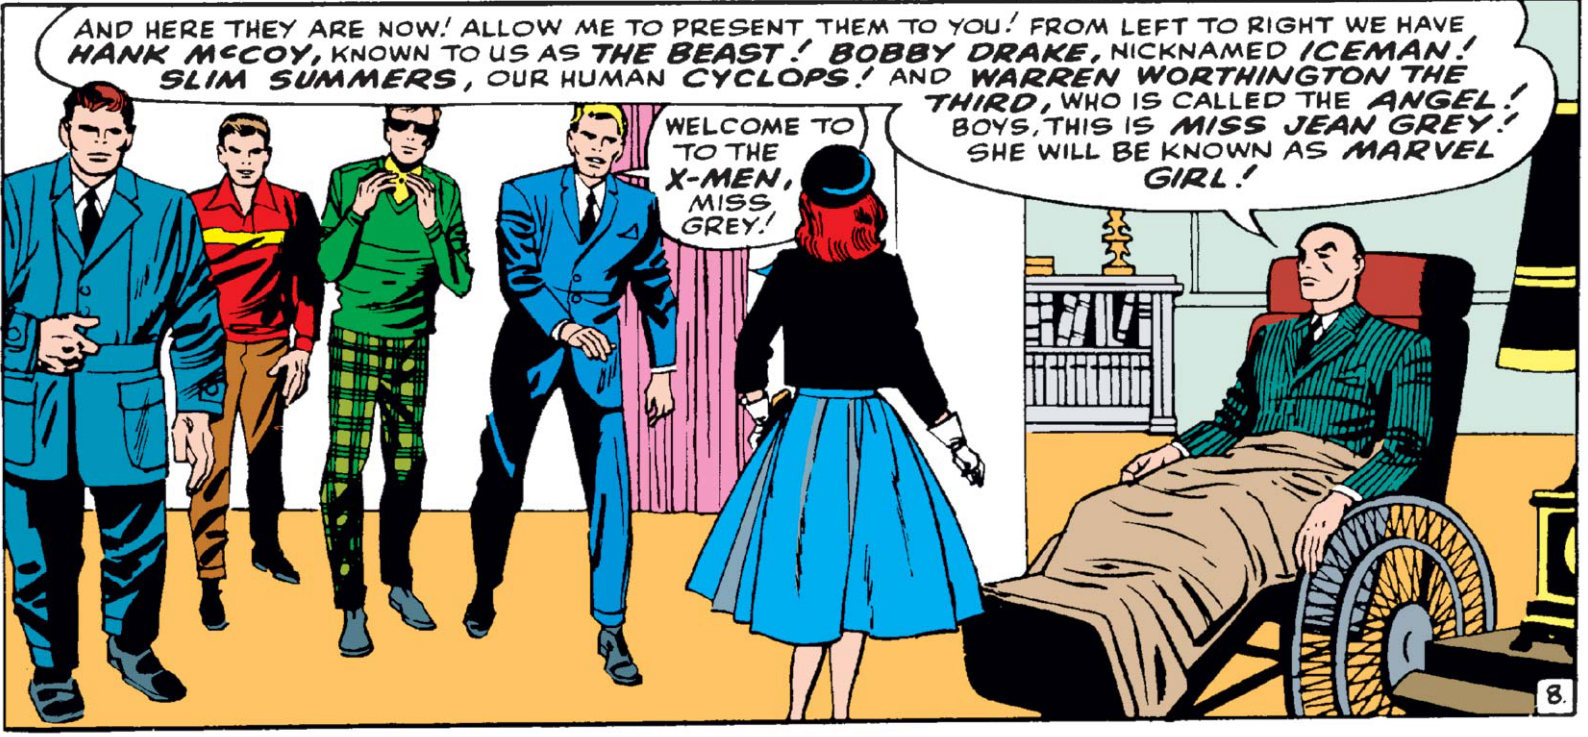 AND HERE THEY ARE NOW! ALLOW ME TO PRESENT THEM TO YOU! FROM LEFT TO RIGHT WE HAVE
HANK McCOY, KNOWN TO US AS THE BEAST! BOBBY DRAKE, NICKNAMED ICEMAN!
SLIM SUMMERS, OUR HUMAN CYCLOPS! AND WARREN WORTHINGTON THE
THIRD, WHO IS CALLED THE ANGEL!
BOYS, THIS IS MISS JEAN GREY!
SHE WILL BE KNOWN AS MARVEL
GIRL!
WELCOME TO
TO THE
X-MEN,
MISS
GREY!
8.